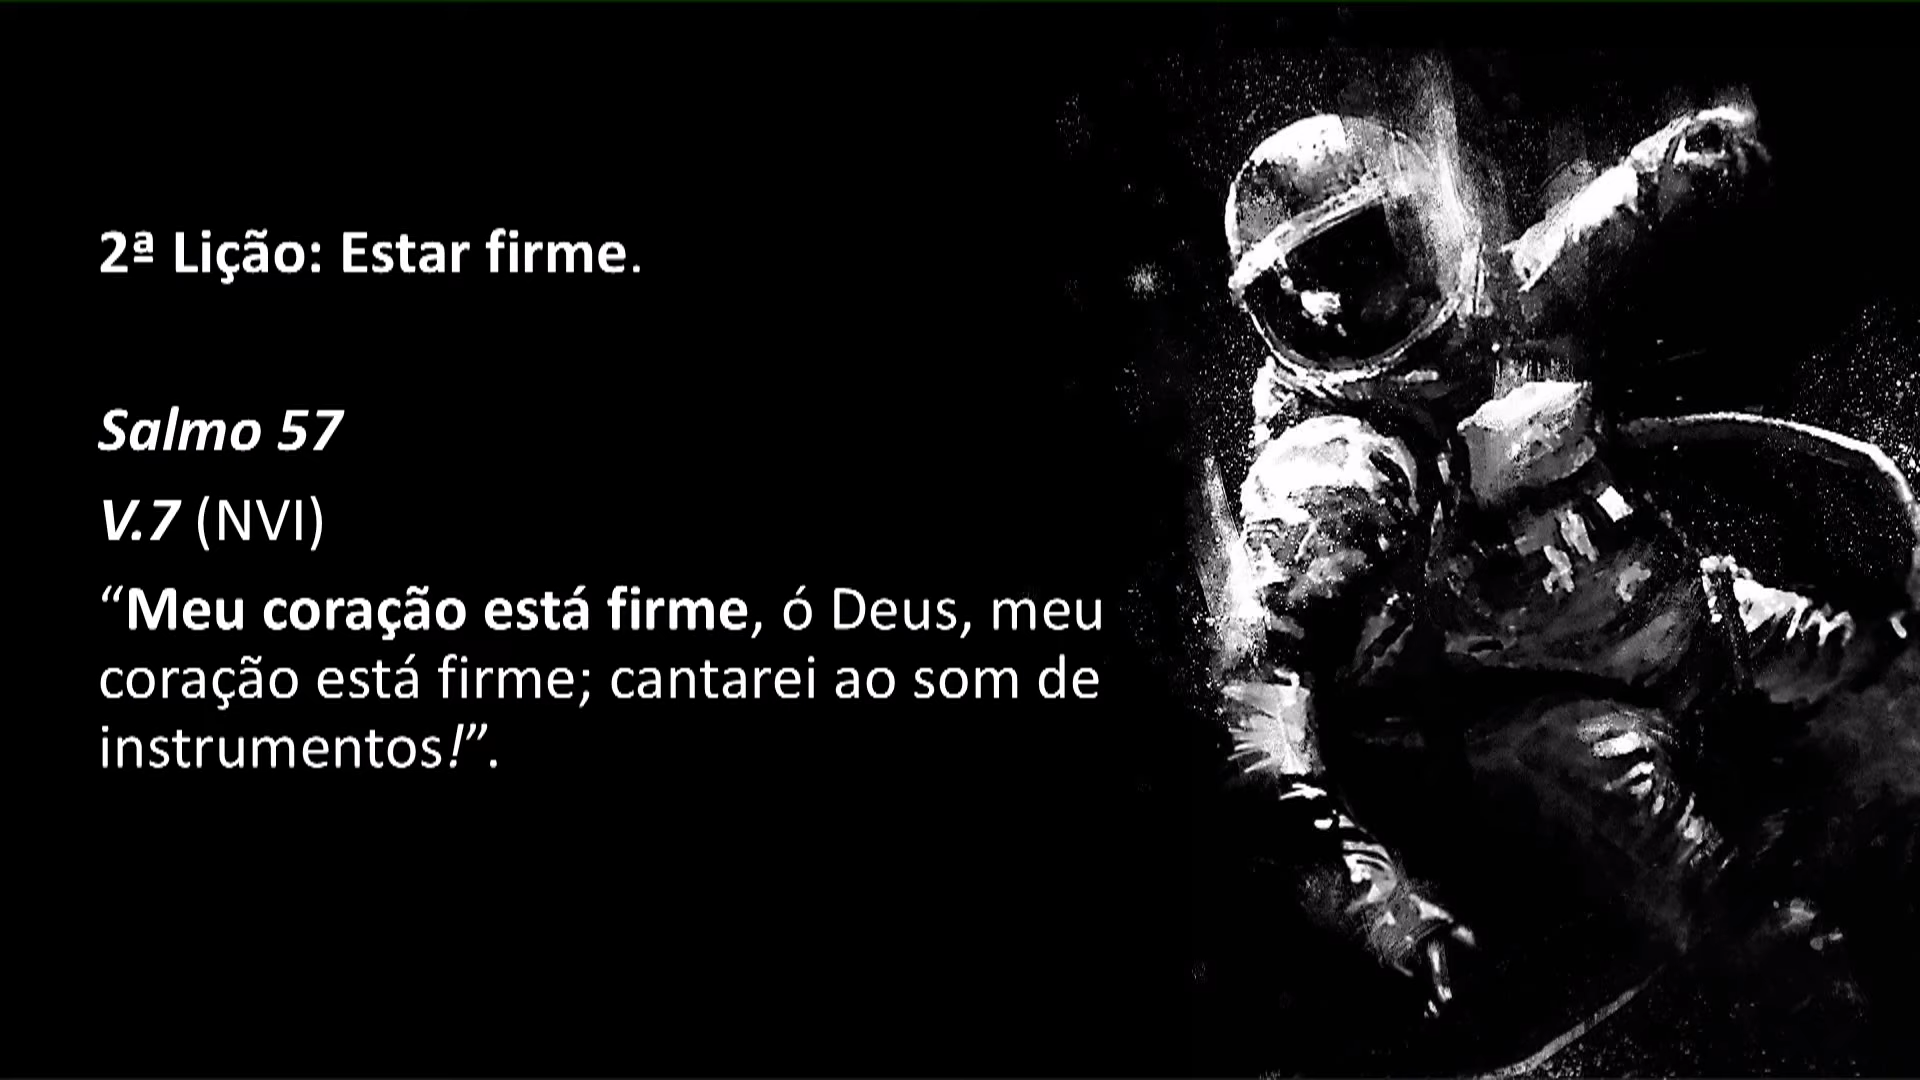 2ª Lição: Estar firme.
Salmo 57
V.7 (NVI)
“Meu coração está firme, ó Deus, meu
coração está firme; cantarei ao som de
instrumentos!”.